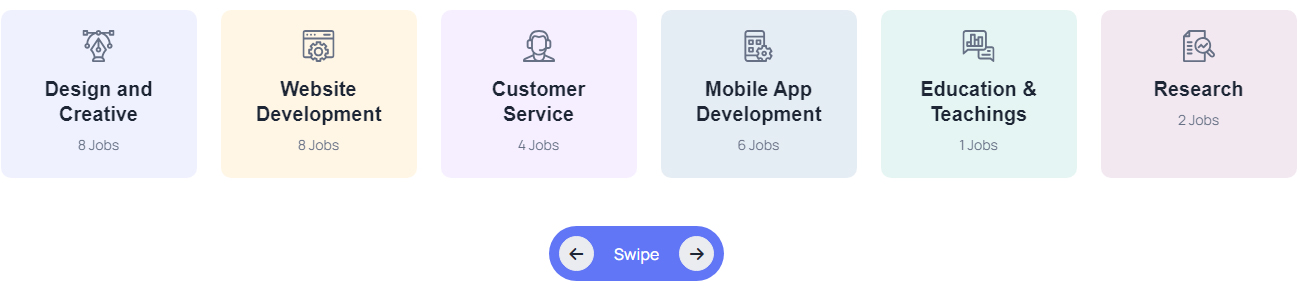 Design and
Creative
8 Jobs
Website
Development
8 Jobs
Customer
Service
4 Jobs
Mobile App
Development
6 Jobs
Education &
Teachings
1 Jobs
Research
2 Jobs
Swipe